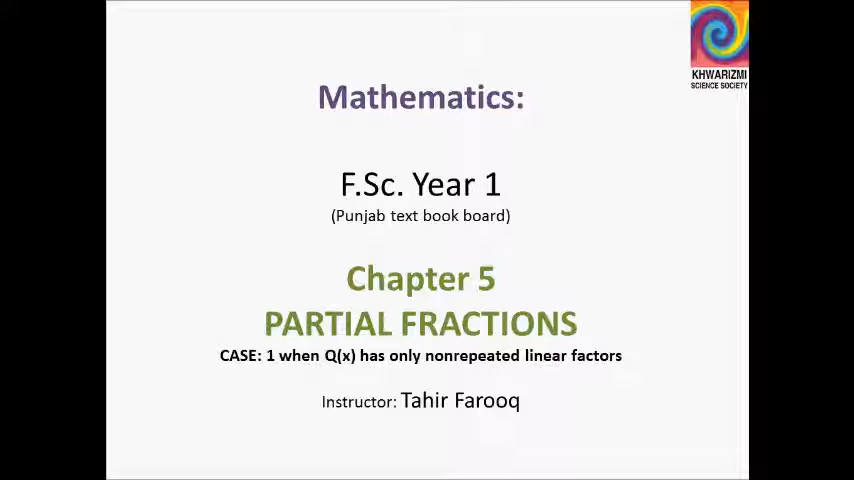 KHWARIZMI
SCIENCE SOCIETY
Mathematics:
F.Sc. Year 1
(Punjab text book board)
Chapter 5
PARTIAL FRACTIONS
CASE: 1 when Q(x) has only nonrepeated linear factors
Instructor: Tahir Farooq